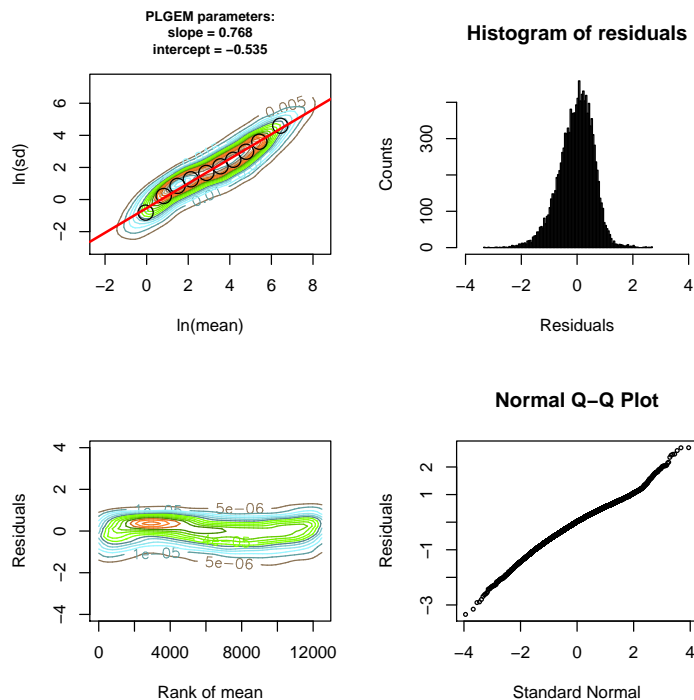 PLGEM parameters:
slope = 0.768
intercept = −0.535
ln(sd)
6
4
2
0
−2
0.005
0.01
−2 0 2 4 6 8
ln(mean)
Histogram of residuals
Counts
300
100
0
−4 −2 0 2 4
Residuals
Residuals
4
2
0
−2
−4
1e−05
5e−06
1e−05
5e−06
0 4000 8000 12000
Rank of mean
Normal Q−Q Plot
Residuals
2
1
−1
−3
−4 −2 0 2 4
Standard Normal